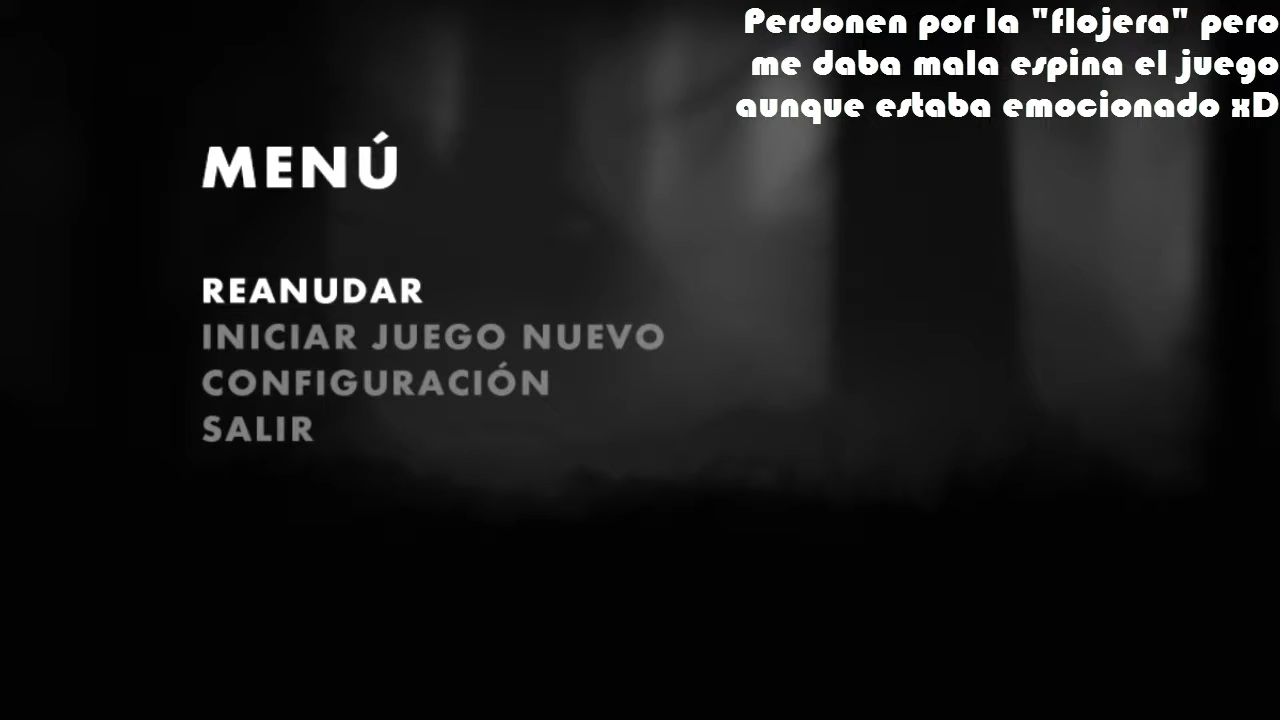 Perdonen por la "flojera" pero
me daba mala espina el juego
aunque estaba emocionado xD
MENÚ
REANUDAR
INICIAR JUEGO NUEVO
CONFIGURACIÓN
SALIR